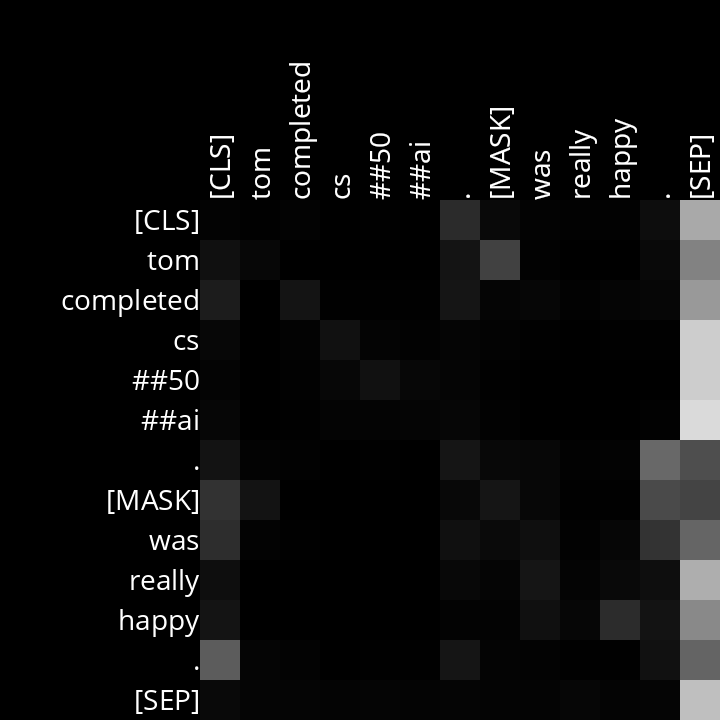 [CLS]
tom
completed
cs
##50
##ai
.
[MASK]
was
really
happy
.
[SEP]
[CLS]
tom
completed
cs
##50
##ai
.
[MASK]
was
really
happy
.
[SEP]